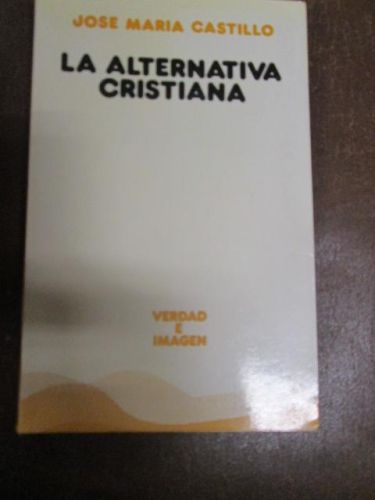 JOSE MARIA CASTILLO
LA ALTERNATIVA
CRISTIANA
VERDAD
E
IMAGEN